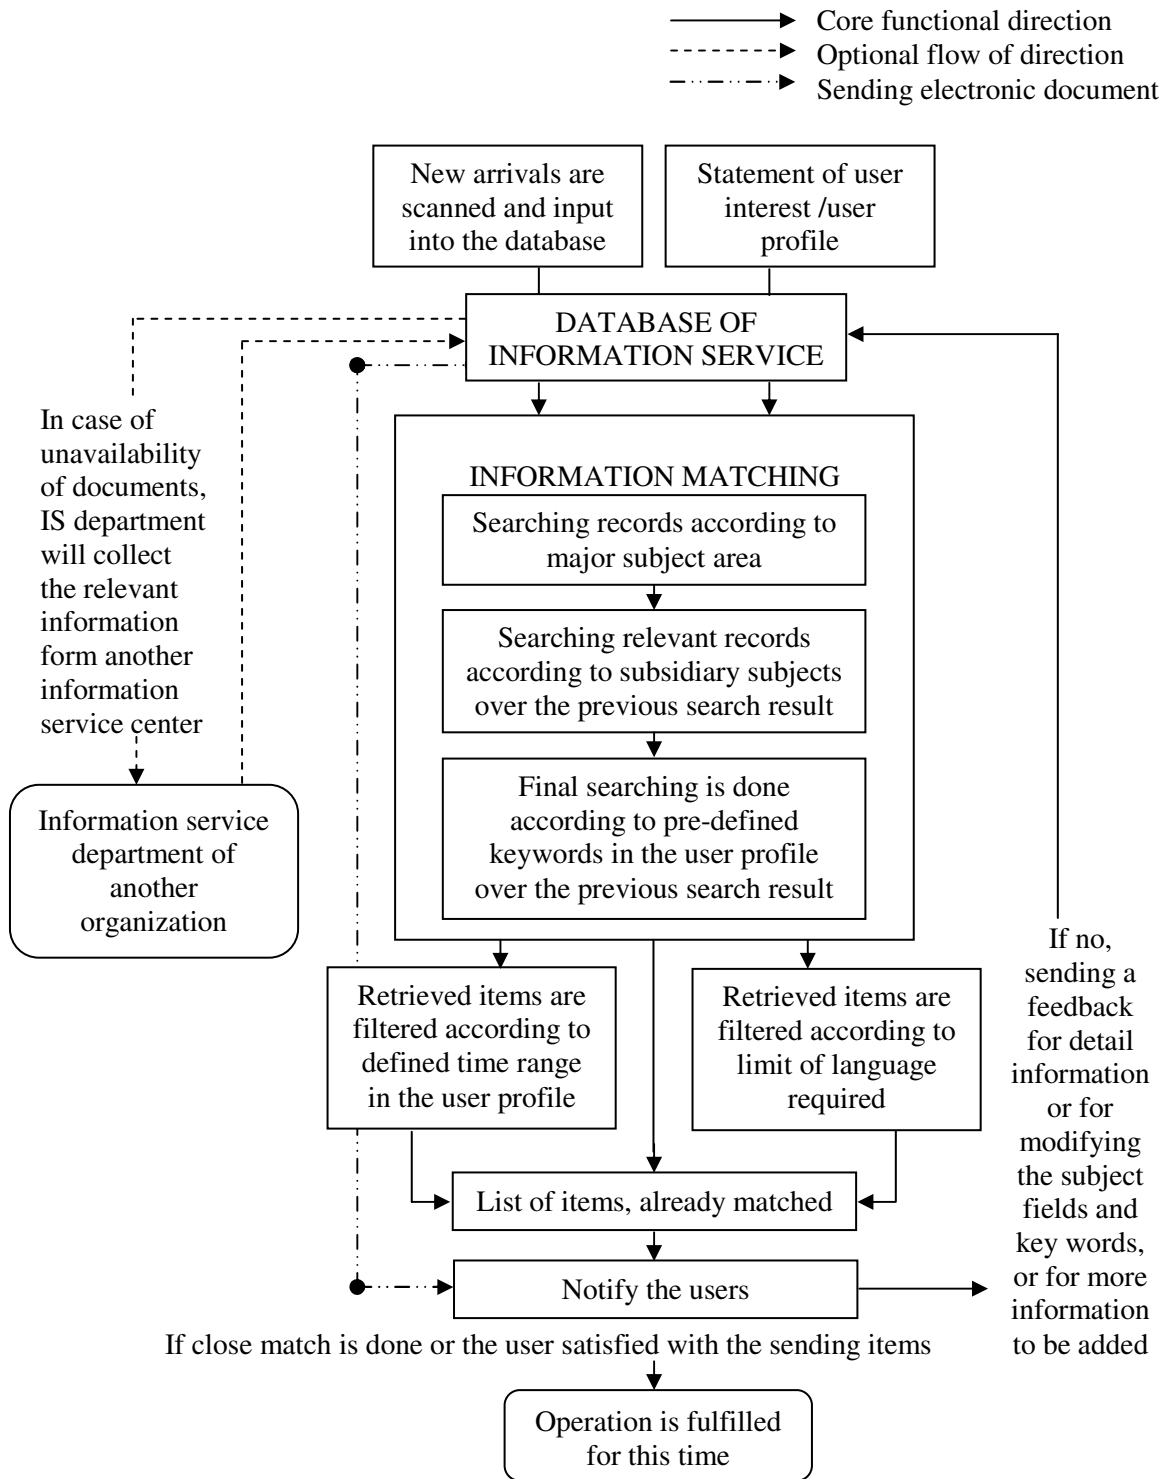 Core functional direction
Optional flow of direction
Sending electronic document
New arrivals are
scanned and input
into the database
Statement of user
interest /user
profile
DATABASE OF
INFORMATION SERVICE
In case of
unavailability
of documents,
IS department
will collect
the relevant
information
form another
information
service center
INFORMATION MATCHING
Searching records according to
major subject area
Searching relevant records
according to subsidiary subjects
over the previous search result
Final searching is done
according to pre-defined
keywords in the user profile
over the previous search result
Information service
department of
another
organization
Retrieved items are
filtered according to
defined time range
in the user profile
Retrieved items are
filtered according to
limit of language
required
If no,
sending a
feedback
for detail
information
or for
modifying
the subject
fields and
key words,
or for more
information
to be added
List of items, already matched
Notify the users
If close match is done or the user satisfied with the sending items
Operation is fulfilled
for this time